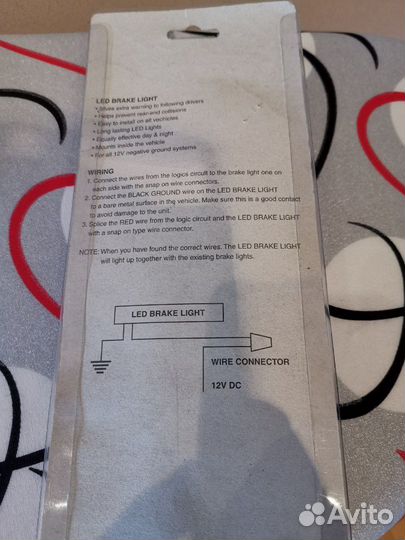 LED BRAKE LIGHT
• Gives extra warning to following drivers
• Helps prevent rear-end collisions
• Easy to install on all vechicles
• Long lasting LED Lights
• Equally effective day & night
• Mounts inside the vehicle
• For all 12V negative ground systems
WIRING
1. Connect the wires from the logios circuit to the brake light one on
each side with the snap on wire connectors.
2. Connect the BLACK GROUND wire on the LED BRAKE LIGHT
to a bare metal surface in thg vehicle. Make sure this is a good contact
to avoid damage to the unit.
3. Splice the RED wire from the logic circuit and the LED BRAKE LIGHT
with a snap on type wire connector.
NOTE: When you have found the correct wires. The LED BRAKE LIGHT
will light up together with the existing brake lights.
LED BRAKE LIGHT
WIRE CONNECTOR
12V DC
Avito